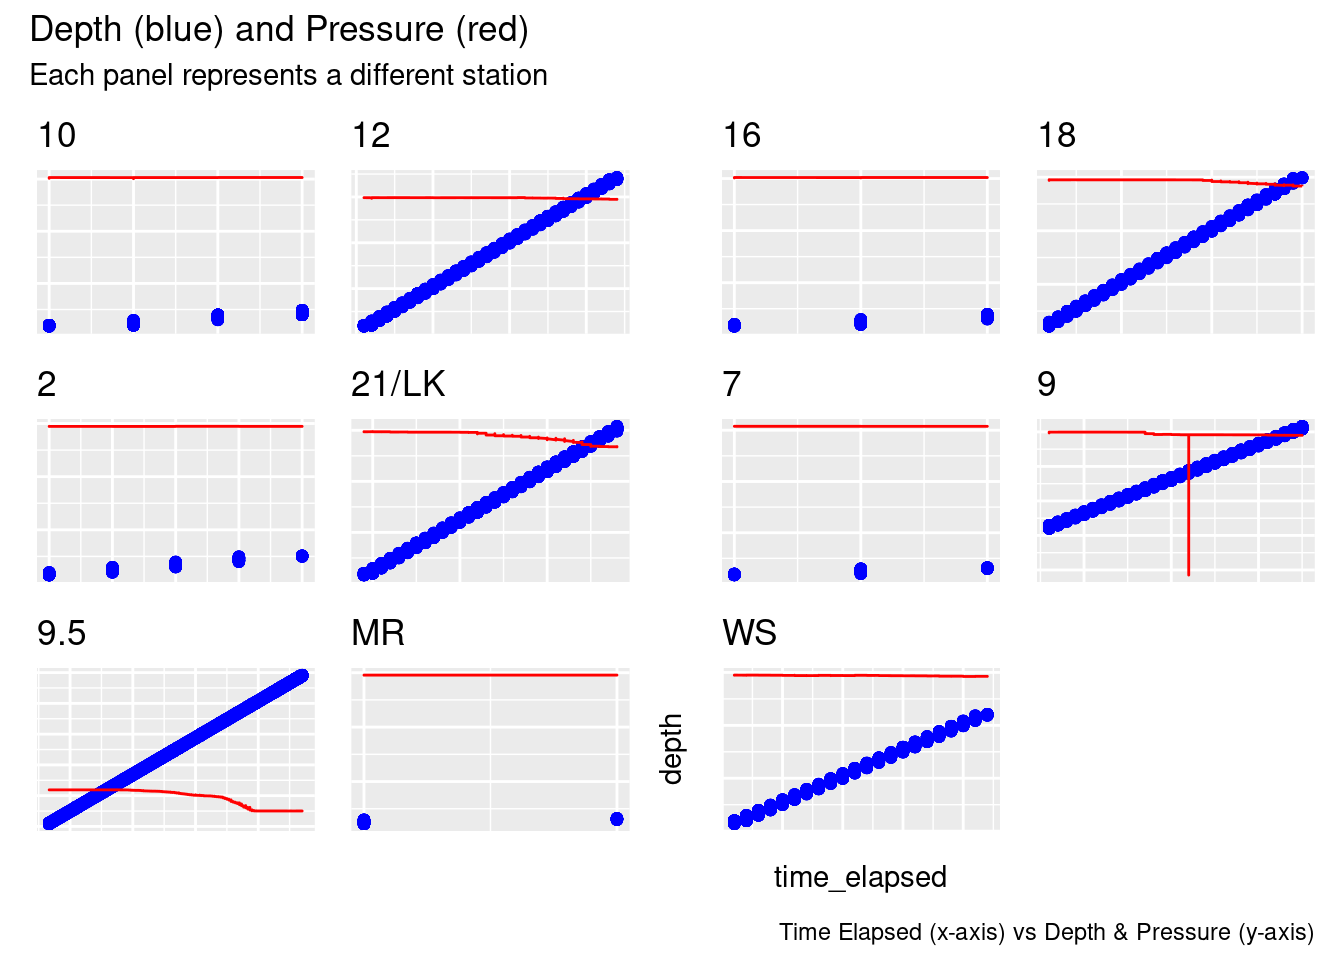 Depth (blue) and Pressure (red)
Each panel represents a different station
10
12
16
18
2
21/LK
7
9
9.5
MR
WS
depth
time_elapsed
Time Elapsed (x-axis) vs Depth & Pressure (y-axis)